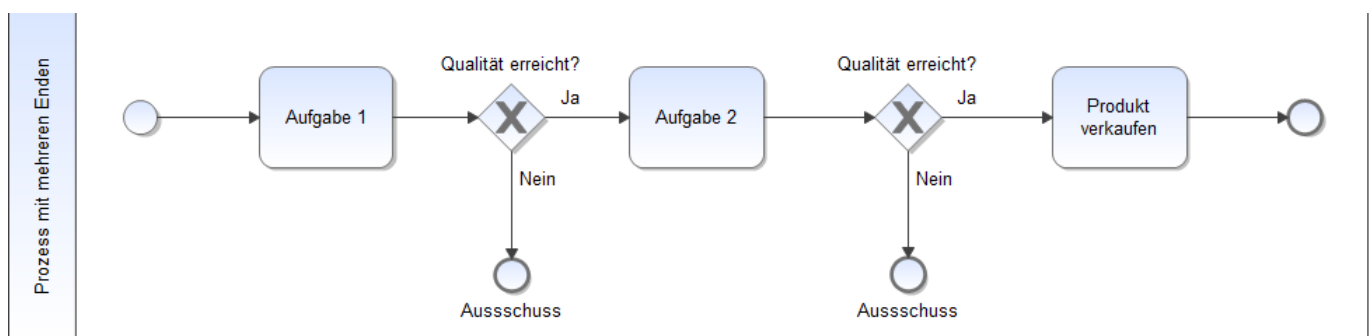 Prozess mit mehreren Enden
Aufgabe 1
Qualität erreicht?
Ja
Nein
Aussschuss
Aufgabe 2
Qualität erreicht?
Ja
Nein
Aussschuss
Produkt
verkaufen